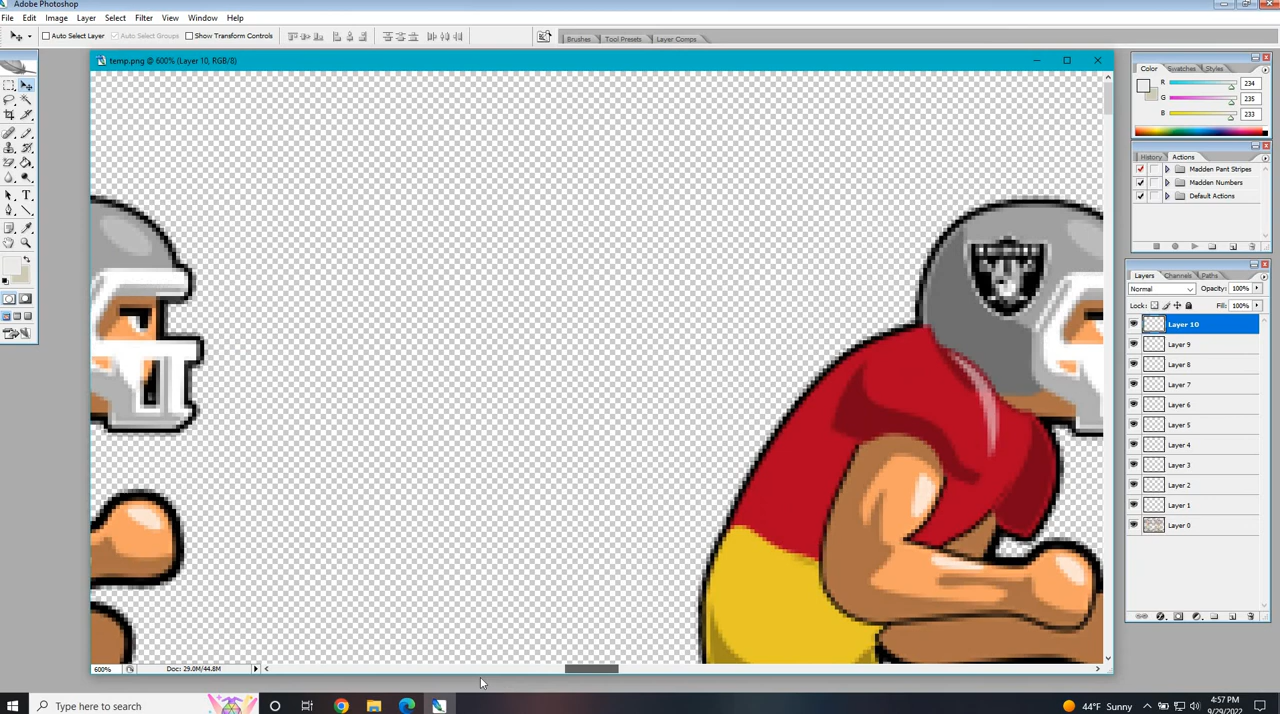 Adobe Photoshop
File Edit Image Layer Select Filter View Window Help
Auto Select Layer Auto Select Groups Show Transform Controls
Brushes Tool Presets Layer Comps
temp.png @ 600% (Layer 10, RGB/8)
Color Swatches Styles
R 234
G 235
B 233
History Actions
Madden Pant Stripes
Madden Numbers
Default Actions
Layers Channels Paths
Normal Opacity: 100%
Lock: Fill: 100%
Layer 10
Layer 9
Layer 8
Layer 7
Layer 6
Layer 5
Layer 4
Layer 3
Layer 2
Layer 1
Layer 0
600% Doc: 29.0M/44.8M
Type here to search
44°F Sunny
4:57 PM
9/29/2022